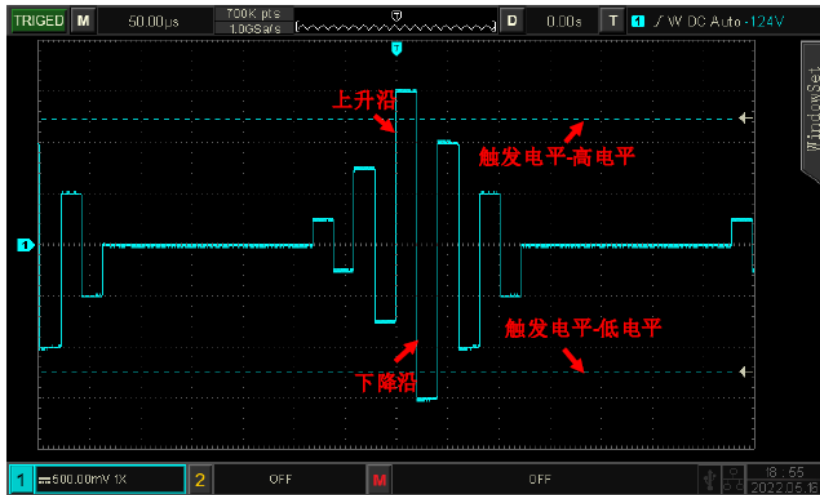 TRIGED M 50.00μs 700K pts D 0.00s T 1 W DC Auto -124V
1.0GSa/s
T
T
WindowSet
上升沿
触发电平-高电平
1
触发电平-低电平
下降沿
1 500.00mV 1X 2 OFF M OFF 18:55
2022.05.16